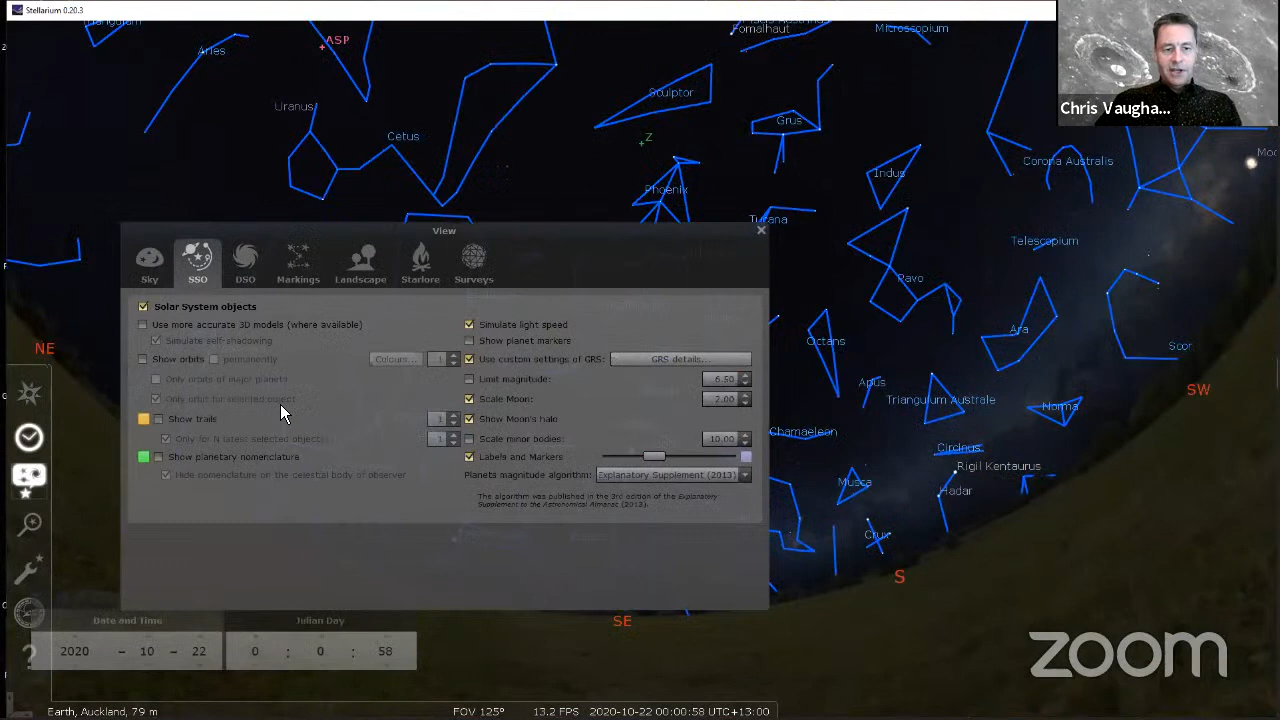 Stellarium 0.20.3
Triangulum
Piscis Austrinus
Fomalhaut
Microscopium
ASP
Aries
Sculptor
Uranus
Grus
Cetus
Z
Indus
Corona Australis
Phoenix
Tucana
Telescopium
Pavo
Chris Vaugha...
View
Sky
SSO
DSO
Markings
Landscape
Starlore
Surveys
Solar System objects
Use more accurate 3D models (where available)
Simulate self-shadowing
Show orbits
permanently
Colours...
1
Only orbits of major planets
Only orbit for selected object
Show trails
1
Only for N latest selected objects
1
Show planetary nomenclature
Hide nomenclature on the celestial body of observer
Simulate light speed
Show planet markers
Use custom settings of GRS:
GRS details...
Limit magnitude:
6.50
Scale Moon:
2.00
Show Moon's halo
Scale minor bodies:
10.00
Labels and Markers
Planets magnitude algorithm:
Explanatory Supplement (2013)
The algorithm was published in the 3rd edition of the Explanatory
Supplement to the Astronomical Almanac (2013).
Octans
Ara
Scor
Apus
Triangulum Australe
Norma
Chamaeleon
Circinus
Rigil Kentaurus
Musca
Hadar
Crux
NE
SW
S
SE
Date and Time
Julian Day
2020 - 10 - 22
0 : 0 : 58
zoom
Earth, Auckland, 79 m
FOV 125°
13.2 FPS
2020-10-22 00:00:58 UTC+13:00